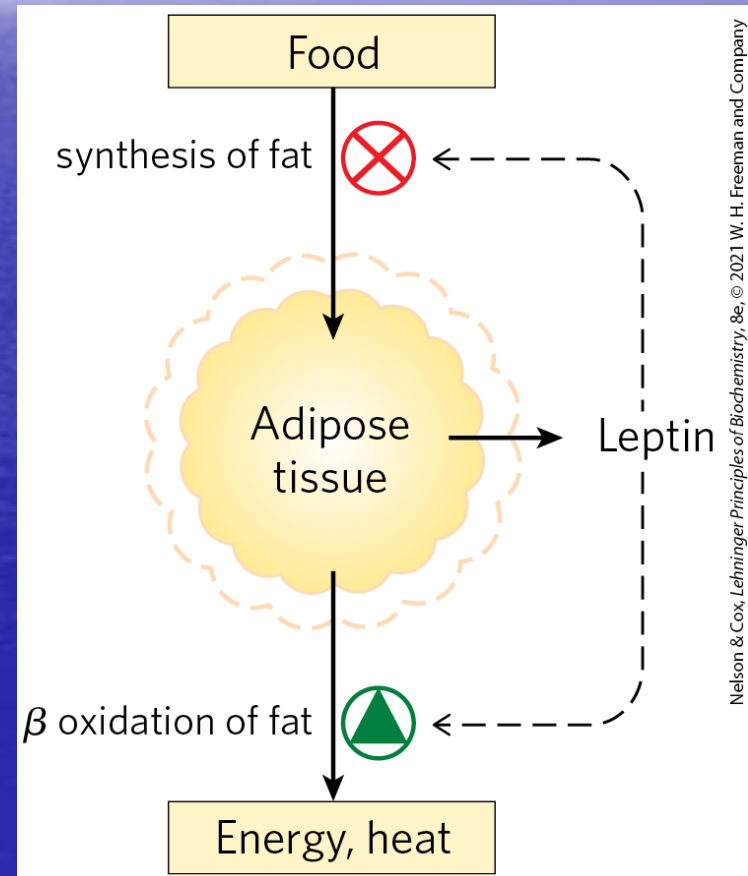 Food
synthesis of fat
Adipose
tissue
Leptin
β oxidation of fat
Energy, heat
Nelson & Cox, Lehninger Principles of Biochemistry, 8e, © 2021 W. H. Freeman and Company